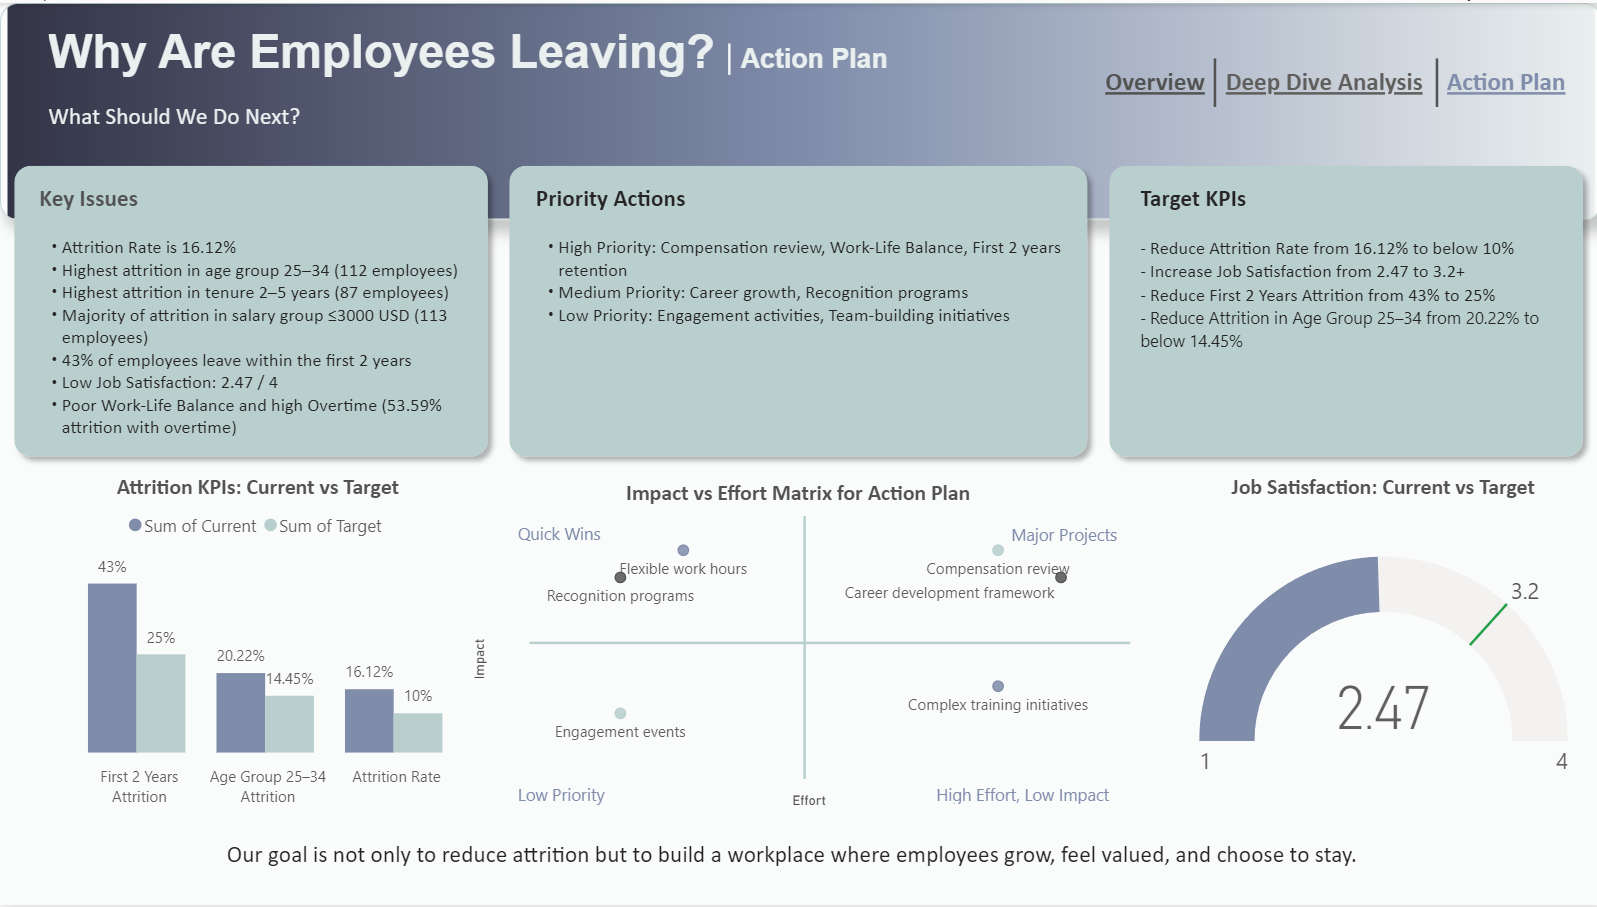 Why Are Employees Leaving? | Action Plan
What Should We Do Next?
Overview | Deep Dive Analysis | Action Plan
Key Issues
• Attrition Rate is 16.12%
• Highest attrition in age group 25–34 (112 employees)
• Highest attrition in tenure 2–5 years (87 employees)
• Majority of attrition in salary group ≤3000 USD (113
employees)
• 43% of employees leave within the first 2 years
• Low Job Satisfaction: 2.47 / 4
• Poor Work-Life Balance and high Overtime (53.59%
attrition with overtime)
Priority Actions
• High Priority: Compensation review, Work-Life Balance, First 2 years
retention
• Medium Priority: Career growth, Recognition programs
• Low Priority: Engagement activities, Team-building initiatives
Target KPIs
- Reduce Attrition Rate from 16.12% to below 10%
- Increase Job Satisfaction from 2.47 to 3.2+
- Reduce First 2 Years Attrition from 43% to 25%
- Reduce Attrition in Age Group 25–34 from 20.22% to
below 14.45%
Attrition KPIs: Current vs Target
Sum of Current Sum of Target
43%
25%
20.22%
14.45%
16.12%
10%
First 2 Years
Attrition
Age Group 25–34
Attrition
Attrition Rate
Impact vs Effort Matrix for Action Plan
Quick Wins
Major Projects
Flexible work hours
Recognition programs
Compensation review
Career development framework
Impact
Complex training initiatives
Engagement events
Low Priority
Effort
High Effort, Low Impact
Job Satisfaction: Current vs Target
3.2
2.47
1
4
Our goal is not only to reduce attrition but to build a workplace where employees grow, feel valued, and choose to stay.